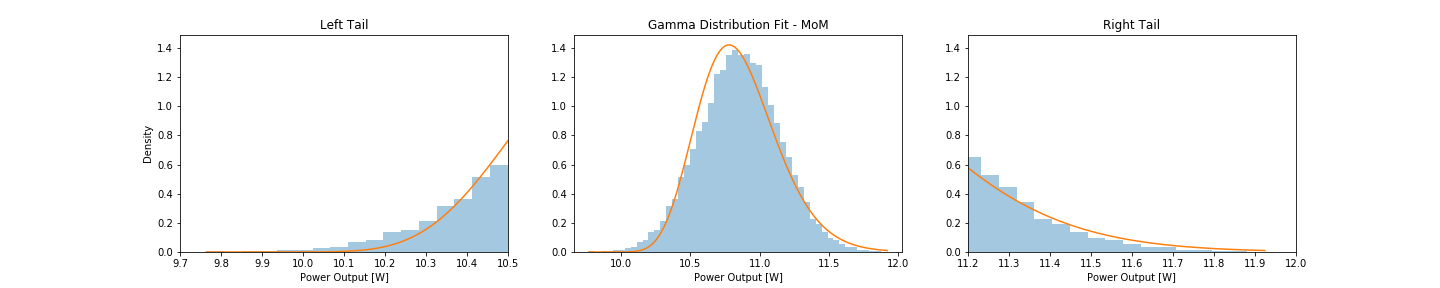 Left Tail
Density
1.4
1.2
1.0
0.8
0.6
0.4
0.2
0.0
9.7 9.8 9.9 10.0 10.1 10.2 10.3 10.4 10.5
Power Output [W]
Gamma Distribution Fit - MoM
1.4
1.2
1.0
0.8
0.6
0.4
0.2
0.0
10.0 10.5 11.0 11.5 12.0
Power Output [W]
Right Tail
1.4
1.2
1.0
0.8
0.6
0.4
0.2
0.0
11.2 11.3 11.4 11.5 11.6 11.7 11.8 11.9 12.0
Power Output [W]